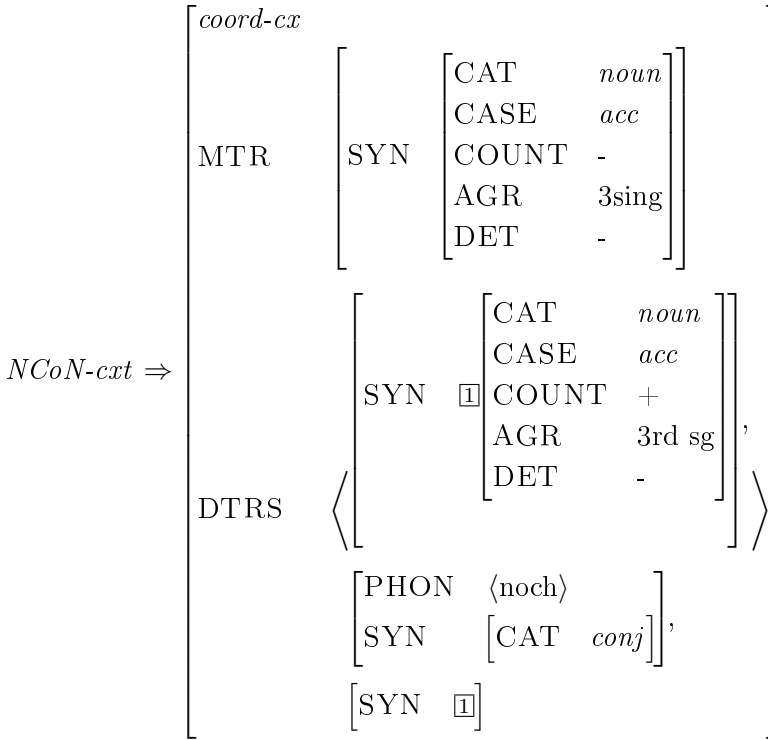 coord-cx
CAT noun
CASE acc
MTR SYN COUNT -
AGR 3sing
DET -
CAT noun
CASE acc
NCoN-cxt ⇒
SYN 1 COUNT +
AGR 3rd sg ,
DET -
DTRS
PHON ⟨noch⟩
SYN [CAT conj] ,
[SYN 1]